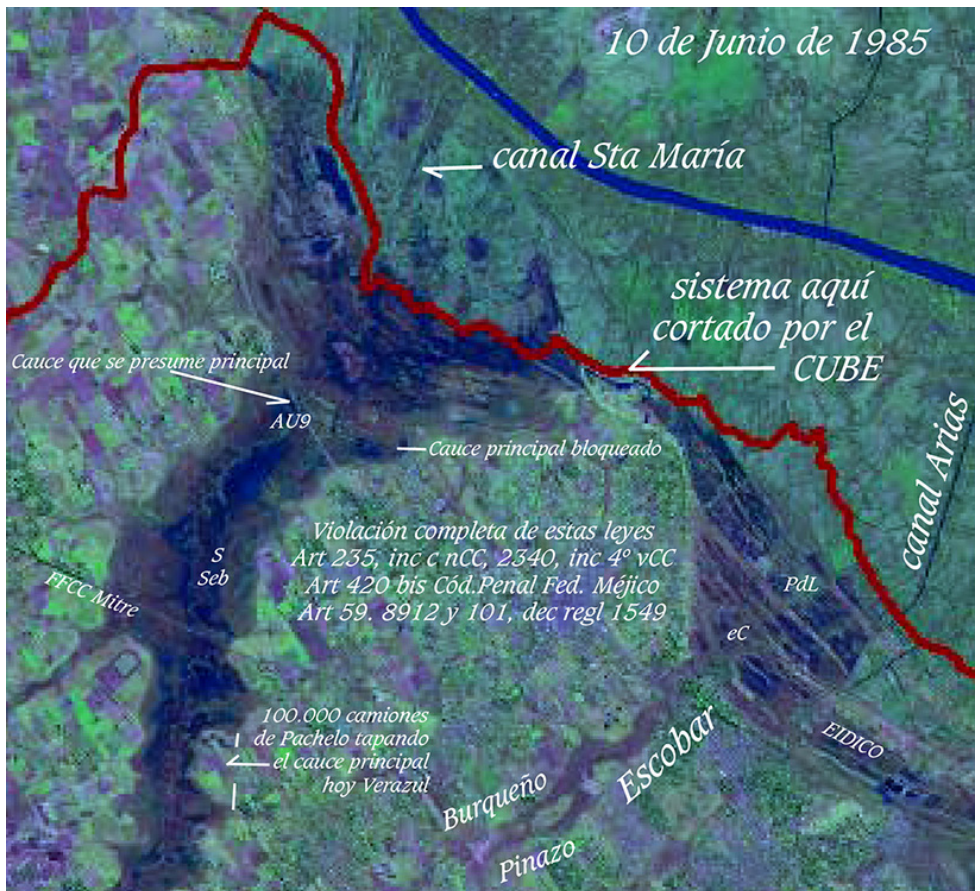 10 de Junio de 1985
canal Sta María
sistema aquí
cortado por el
CUBE
Cauce que se presume principal
AU9
Cauce principal bloqueado
canal Arias
Violación completa de estas leyes
Art 235, inc c nCC, 2340, inc 4º vCC
Art 420 bis Cód.Penal Fed. Méjico
Art 59. 8912 y 101, dec regl 1549
S
Seb
FFCC Mitre
PdL
eC
100.000 camiones
de Pachelo tapando
el cauce principal
hoy Verazul
Escobar
EIDICO
Burqueño
Pinazo